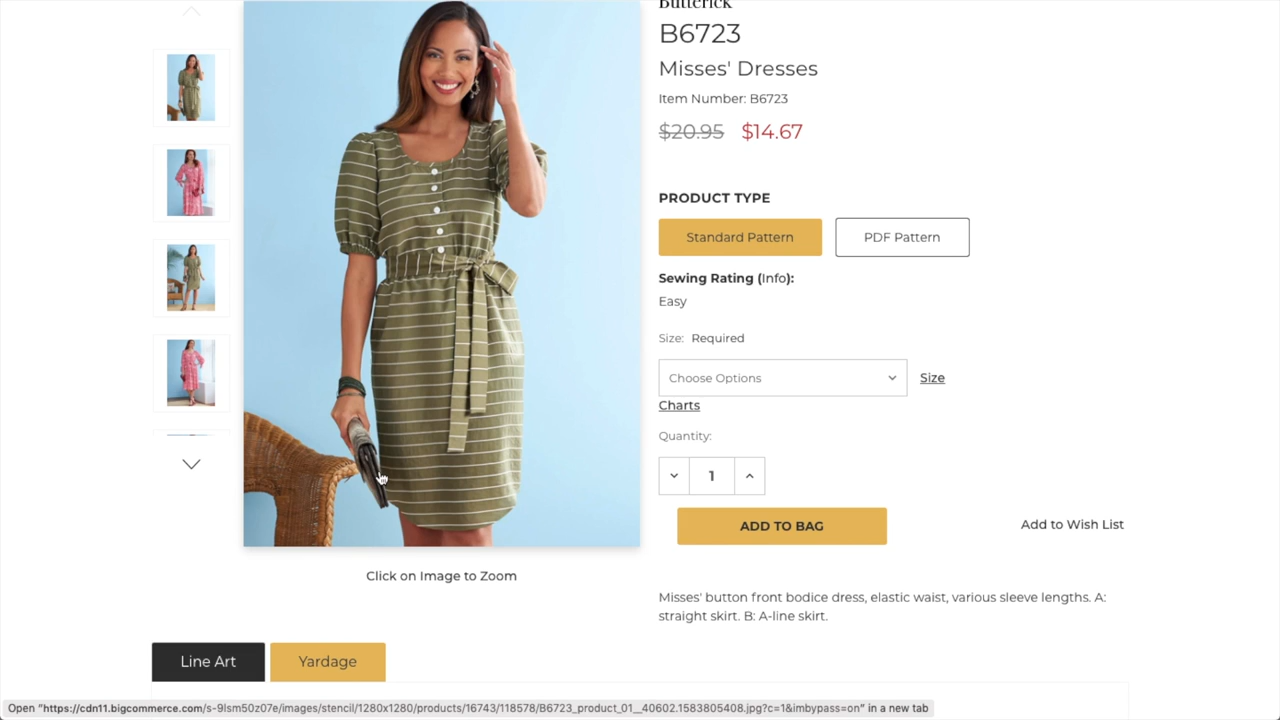 Butterick
B6723
Misses' Dresses
Item Number: B6723
$20.95 $14.67
PRODUCT TYPE
Standard Pattern PDF Pattern
Sewing Rating (Info):
Easy
Size: Required
Choose Options Size
Charts
Quantity:
1
ADD TO BAG Add to Wish List
Click on Image to Zoom
Misses' button front bodice dress, elastic waist, various sleeve lengths. A:
straight skirt. B: A-line skirt.
Line Art Yardage
Open "https://cdn11.bigcommerce.com/s-9lsm50z07e/images/stencil/1280x1280/products/16743/118578/B6723_product_01__40602.1583805408.jpg?c=1&imbypass=on" in a new tab